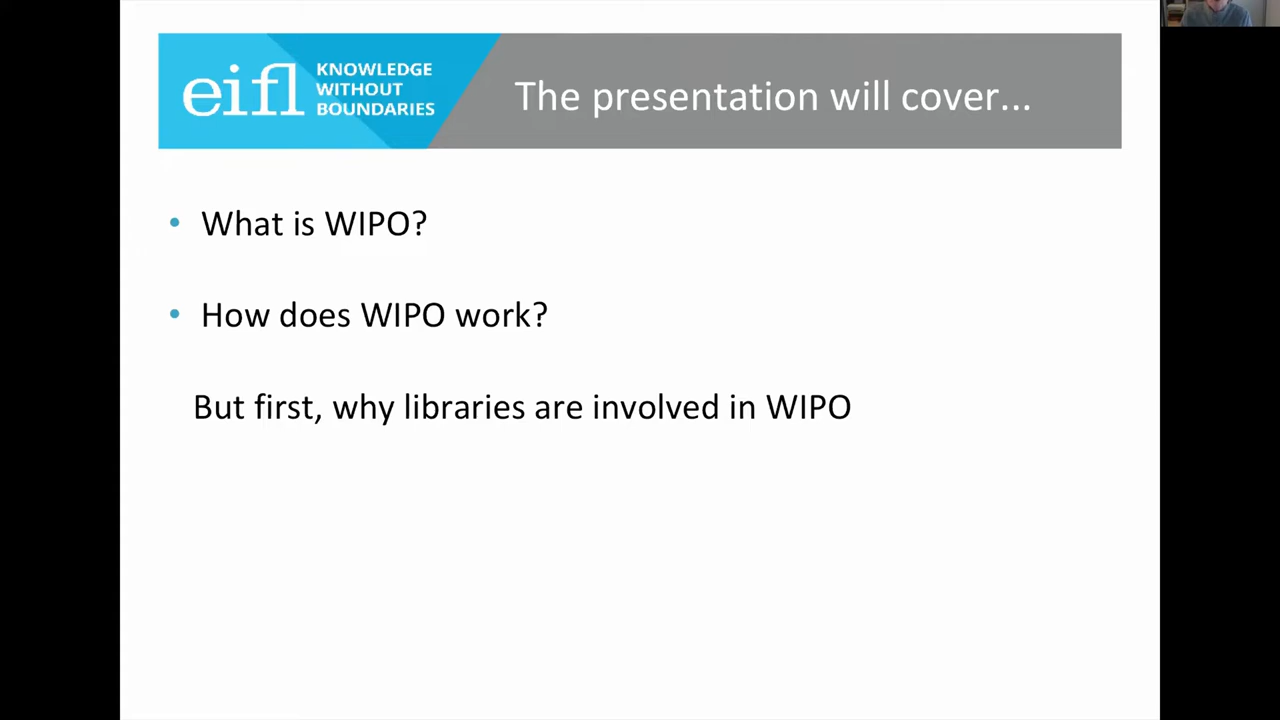 eifl
KNOWLEDGE
WITHOUT
BOUNDARIES
The presentation will cover...
• What is WIPO?
• How does WIPO work?
But first, why libraries are involved in WIPO